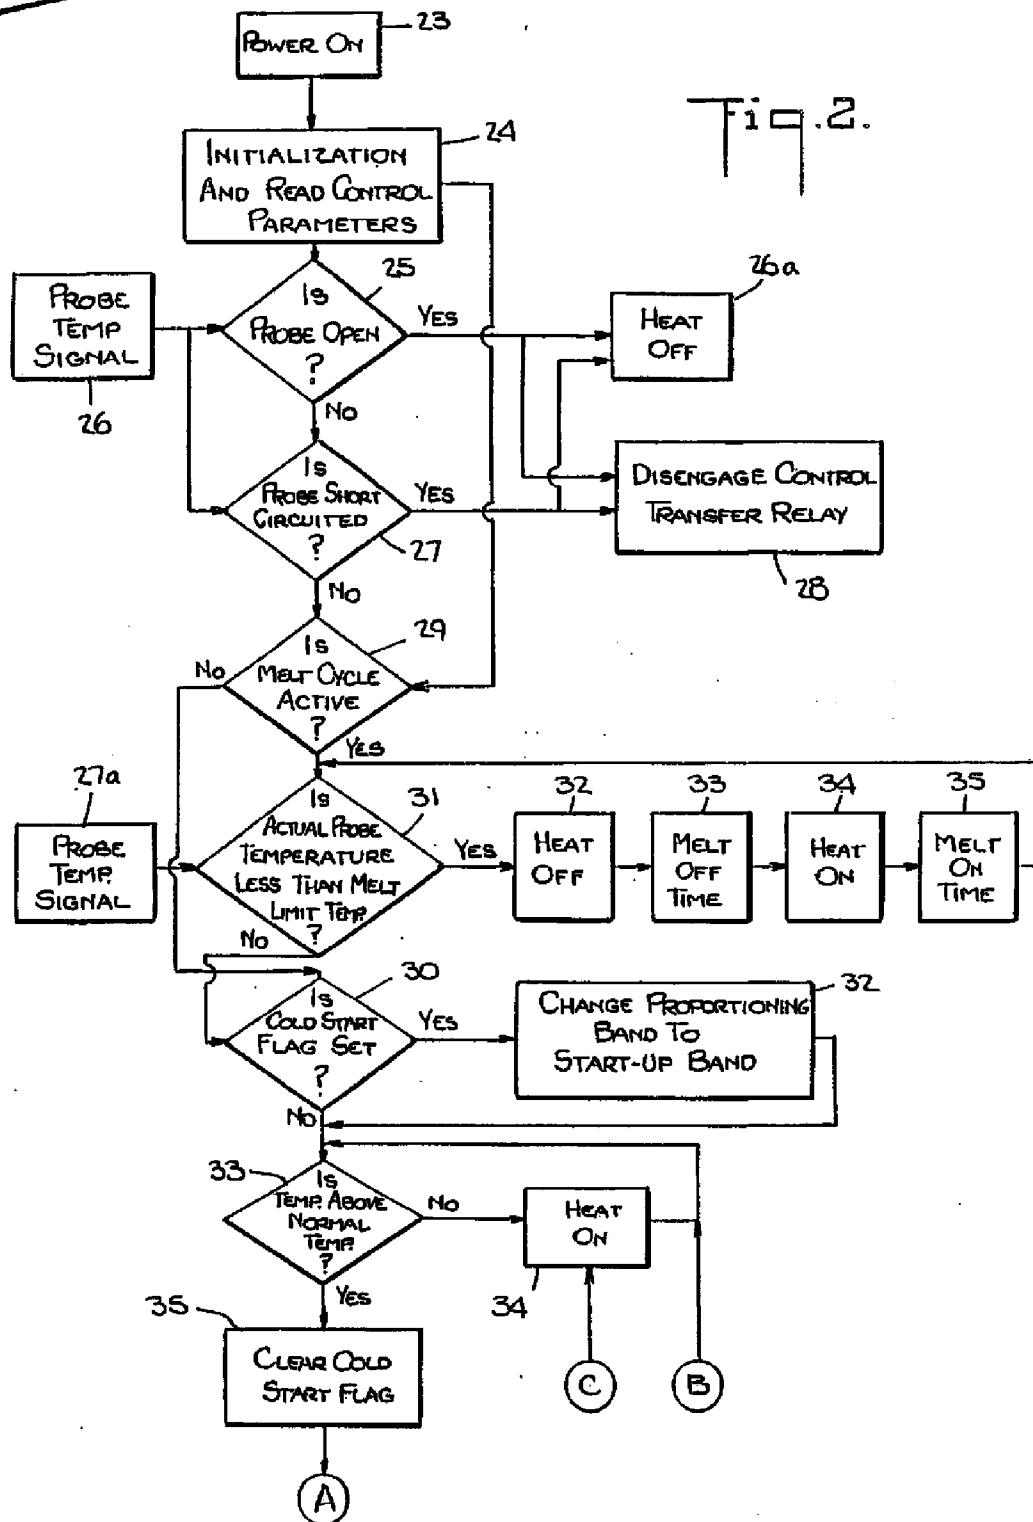 23
POWER ON
Fig.2.
24
INITIALIZATION
AND READ CONTROL
PARAMETERS
25
26a
PROBE
TEMP
SIGNAL
26
IS
PROBE OPEN
?
YES
HEAT
OFF
NO
IS
PROBE SHORT
CIRCUITED
?
YES
27
DISENGAGE CONTROL
TRANSFER RELAY
28
NO
29
NO
IS
MELT CYCLE
ACTIVE
?
YES
27a
PROBE
TEMP.
SIGNAL
31
IS
ACTUAL PROBE
TEMPERATURE
LESS THAN MELT
LIMIT TEMP.
?
YES
32
HEAT
OFF
33
MELT
OFF
TIME
34
HEAT
ON
35
MELT
ON
TIME
NO
30
IS
COLD START
FLAG SET
?
YES
32
CHANGE PROPORTIONING
BAND TO
START-UP BAND
NO
33
IS
TEMP. ABOVE
NORMAL
TEMP.
?
NO
HEAT
ON
34
YES
35
CLEAR COLD
START FLAG
C
B
A